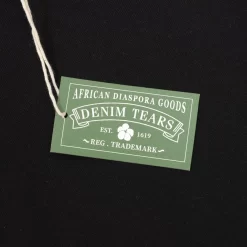 AFRICAN DIASPORA GOODS
DENIM TEARS
EST. 1619
REG. TRADEMARK